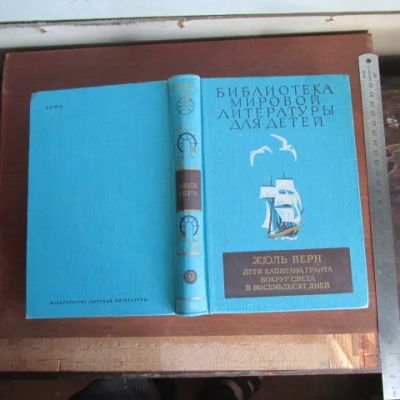 БИБЛИОТЕКА
МИРОВОЙ
ЛИТЕРАТУРЫ
ДЛЯ ДЕТЕЙ
ЖЮЛЬ ВЕРН
ДЕТИ КАПИТАНА ГРАНТА
ВОКРУГ СВЕТА
В ВОСЕМЬДЕСЯТ ДНЕЙ
ЖЮЛЬ
ВЕРН
ИЗДАТЕЛЬСТВО «ДЕТСКАЯ ЛИТЕРАТУРА»